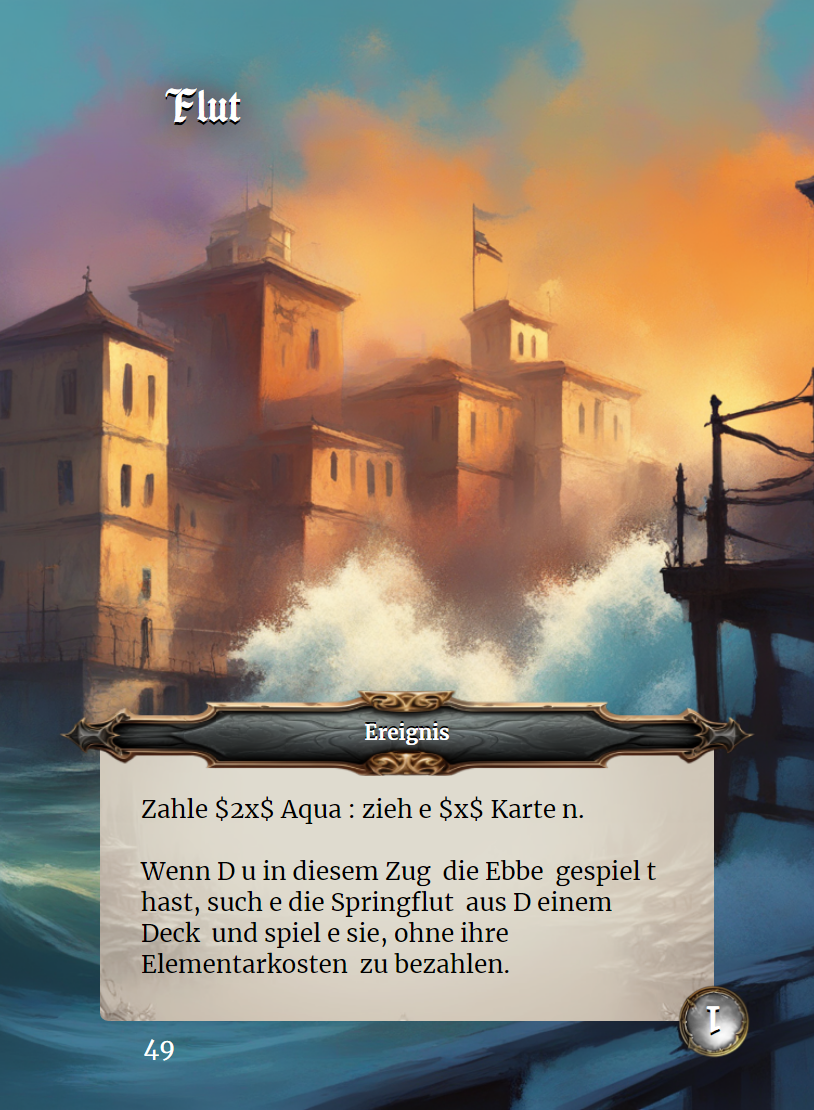 Flut
Ereignis
Zahle $2x$ Aqua : zieh e $x$ Karte n.
Wenn D u in diesem Zug die Ebbe gespiel t
hast, such e die Springflut aus D einem
Deck und spiel e sie, ohne ihre
Elementarkosten zu bezahlen.
1
49